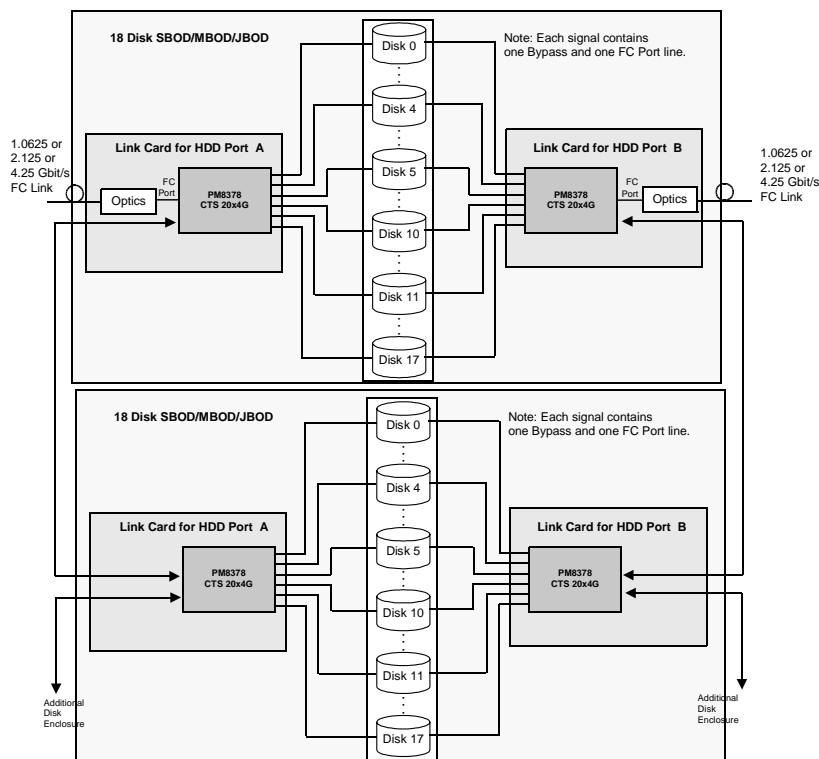 18 Disk SBOD/MBOD/JBOD
Note: Each signal contains
one Bypass and one FC Port line.
Disk 0
Disk 4
Disk 5
Disk 10
Disk 11
Disk 17
1.0625 or
2.125 or
4.25 Gbit/s
FC Link
Link Card for HDD Port A
FC
Port
Optics
PM8378
CTS 20x4G
Link Card for HDD Port B
PM8378
CTS 20x4G
FC
Port
Optics
1.0625 or
2.125 or
4.25 Gbit/s
FC Link
18 Disk SBOD/MBOD/JBOD
Note: Each signal contains
one Bypass and one FC Port line.
Disk 0
Disk 4
Disk 5
Disk 10
Disk 11
Disk 17
Link Card for HDD Port A
PM8378
CTS 20x4G
Link Card for HDD Port B
PM8378
CTS 20x4G
Additional
Disk
Enclosure
Additional
Disk
Enclosure